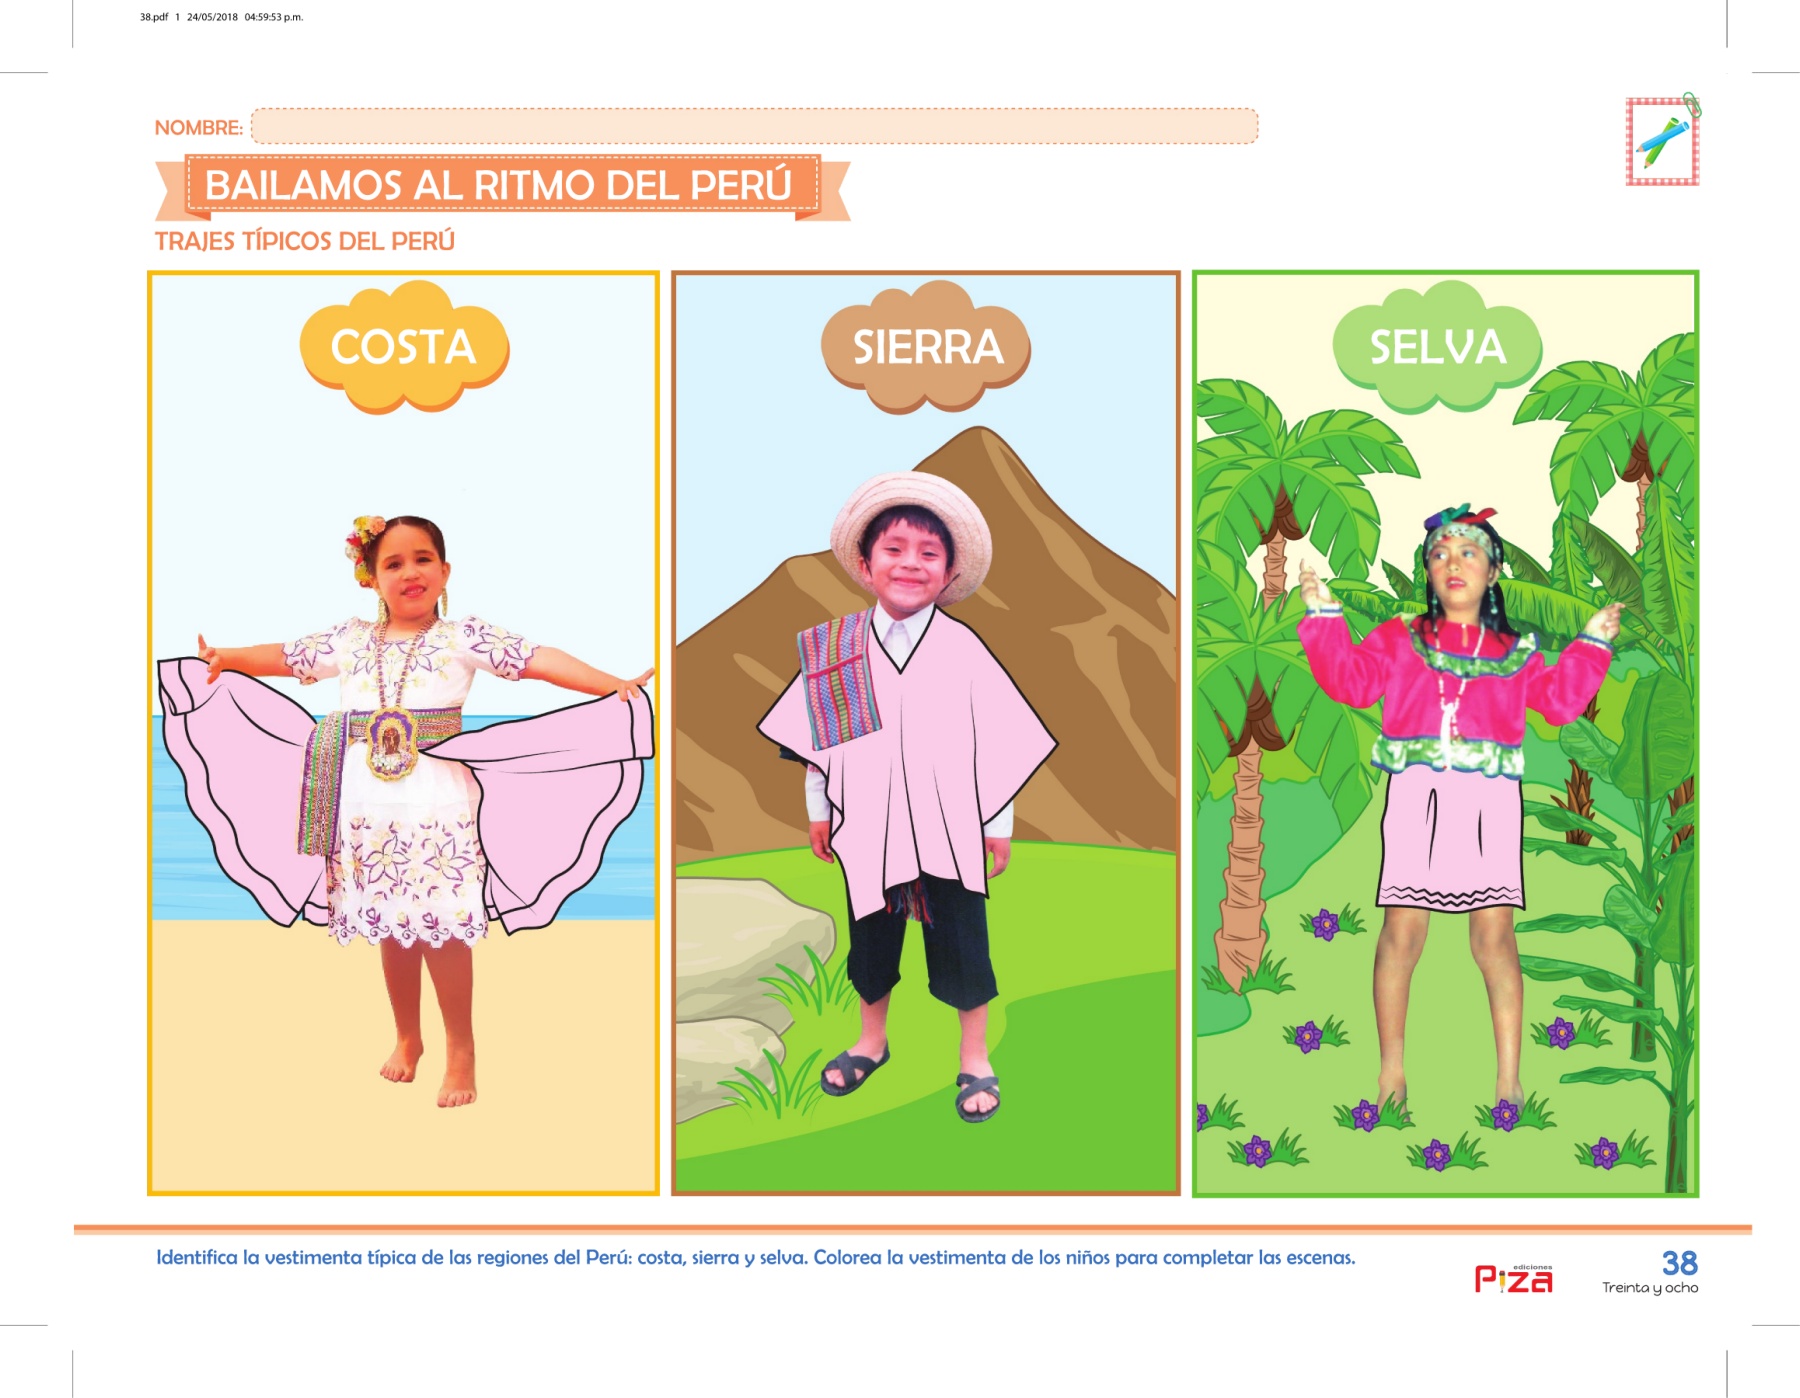 38.pdf 1 24/05/2018 04:59:53 p.m.
NOMBRE:
BAILAMOS AL RITMO DEL PERÚ
TRAJES TÍPICOS DEL PERÚ
COSTA
SIERRA
SELVA
Identifica la vestimenta típica de las regiones del Perú: costa, sierra y selva. Colorea la vestimenta de los niños para completar las escenas.
ediciones
Piza
38
Treinta y ocho